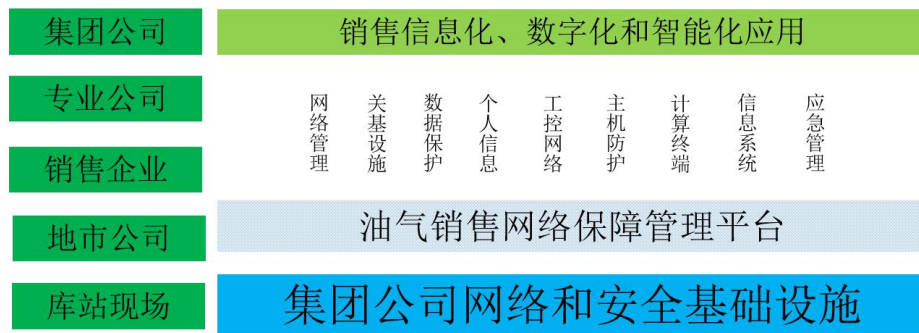 集团公司
专业公司
销售企业
地市公司
库站现场
销售信息化、数字化和智能化应用
网络管理
关基设施
数据保护
个人信息
工控网络
主机防护
计算终端
信息系统
应急管理
油气销售网络保障管理平台
集团公司网络和安全基础设施